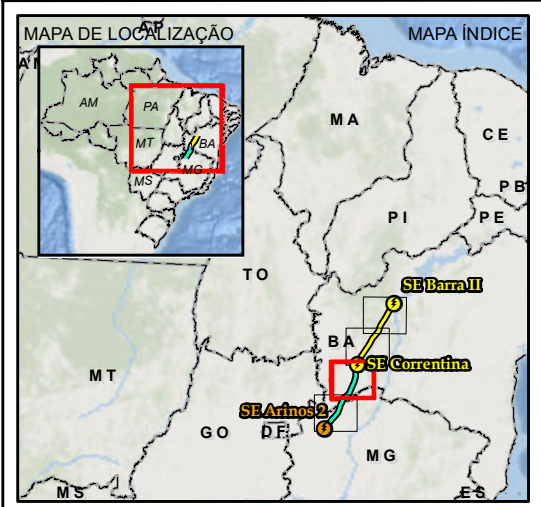 MAPA DE LOCALIZAÇÃO
MAPA ÍNDICE
AM
PA
MT
BA
MG
MS
MA
CE
PB
PI
PE
TO
SE Barra II
BA
SE Correntina
MT
SE Arinos 2
GO
DF
MG
MS
ES